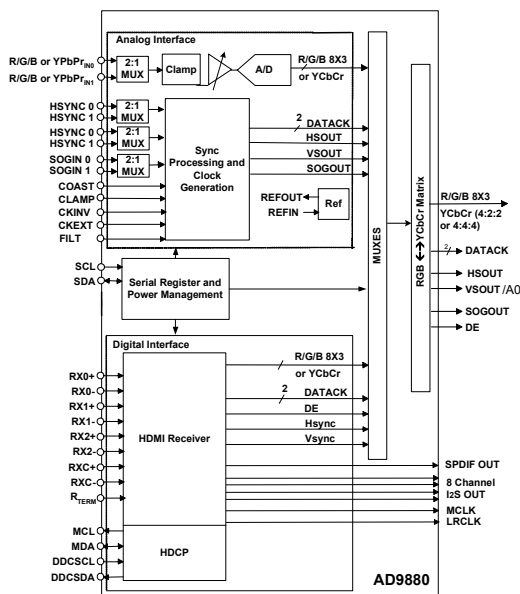 Analog Interface
R/G/B or YPbPrIN0
R/G/B or YPbPrIN1
2:1
MUX
Clamp
A/D
R/G/B 8X3
or YCbCr
HSYNC 0
HSYNC 1
2:1
MUX
HSYNC 0
HSYNC 1
2:1
MUX
SOGIN 0
SOGIN 1
2:1
MUX
COAST
CLAMP
CKINV
CKEXT
FILT
Sync
Processing and
Clock
Generation
2
DATACK
HSOUT
VSOUT
SOGOUT
REFOUT
REFIN
Ref
SCL
SDA
Serial Register and
Power Management
MUXES
RGB ↔ YCbCr Matrix
R/G/B 8X3
YCbCr (4:2:2
or 4:4:4)
2
DATACK
HSOUT
VSOUT /A0
SOGOUT
DE
Digital Interface
RX0+
RX0-
RX1+
RX1-
RX2+
RX2-
RXC+
RXC-
RTERM
HDMI Receiver
R/G/B 8X3
or YCbCr
2
DATACK
DE
Hsync
Vsync
SPDIF OUT
8 Channel
I2S OUT
MCLK
LRCLK
MCL
MDA
DDCSCL
DDCSDA
HDCP
AD9880